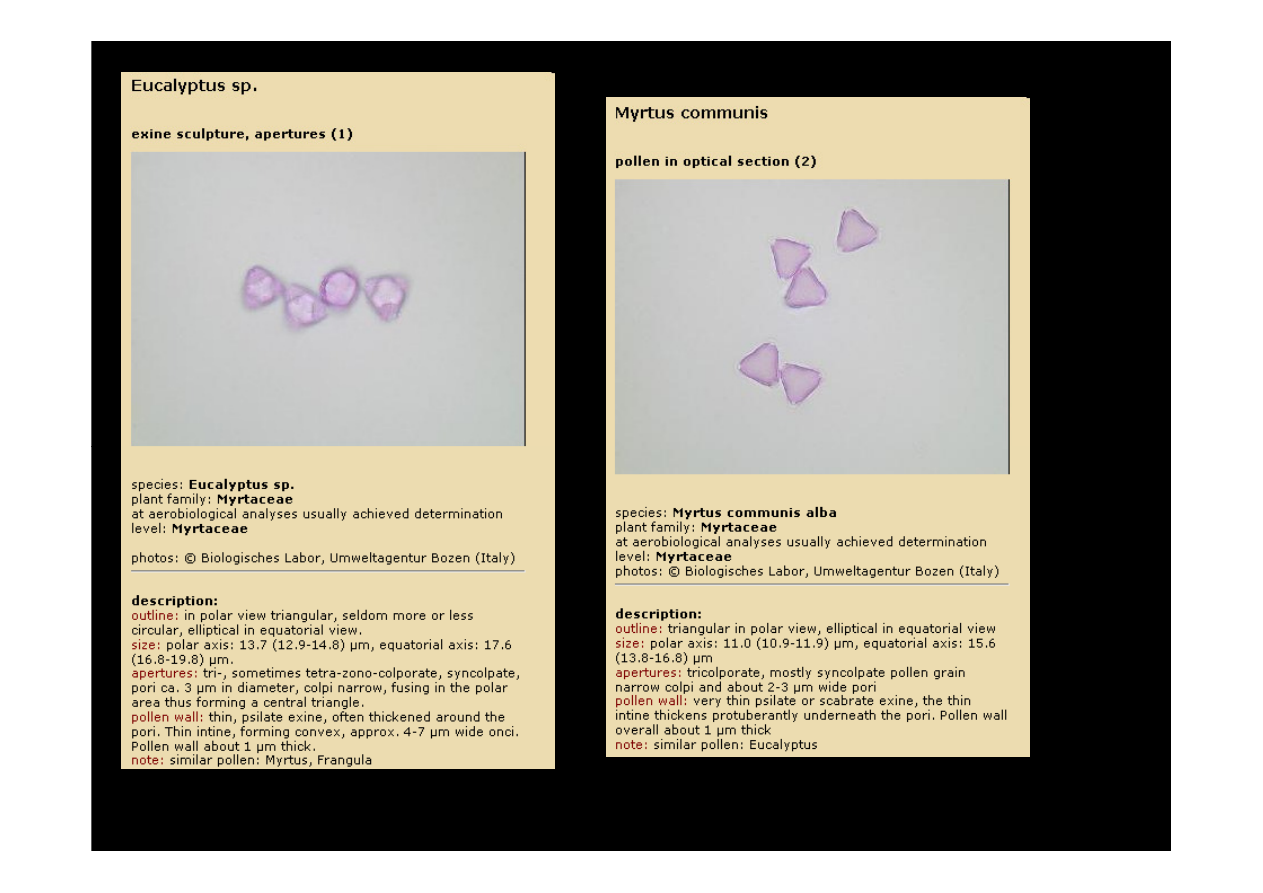 Eucalyptus sp.
exine sculpture, apertures (1)
species: Eucalyptus sp.
plant family: Myrtaceae
at aerobiological analyses usually achieved determination
level: Myrtaceae
photos: © Biologisches Labor, Umweltagentur Bozen (Italy)
description:
outline: in polar view triangular, seldom more or less
circular, elliptical in equatorial view.
size: polar axis: 13.7 (12.9-14.8) µm, equatorial axis: 17.6
(16.8-19.8) µm.
apertures: tri-, sometimes tetra-zono-colporate, syncolpate,
pori ca. 3 µm in diameter, colpi narrow, fusing in the polar
area thus forming a central triangle.
pollen wall: thin, psilate exine, often thickened around the
pori. Thin intine, forming convex, approx. 4-7 µm wide onci.
Pollen wall about 1 µm thick.
note: similar pollen: Myrtus, Frangula
Myrtus communis
pollen in optical section (2)
species: Myrtus communis alba
plant family: Myrtaceae
at aerobiological analyses usually achieved determination
level: Myrtaceae
photos: © Biologisches Labor, Umweltagentur Bozen (Italy)
description:
outline: triangular in polar view, elliptical in equatorial view
size: polar axis: 11.0 (10.9-11.9) µm, equatorial axis: 15.6
(13.8-16.8) µm
apertures: tricolporate, mostly syncolpate pollen grain
narrow colpi and about 2-3 µm wide pori
pollen wall: very thin psilate or scabrate exine, the thin
intine thickens protuberantly underneath the pori. Pollen wall
overall about 1 µm thick
note: similar pollen: Eucalyptus